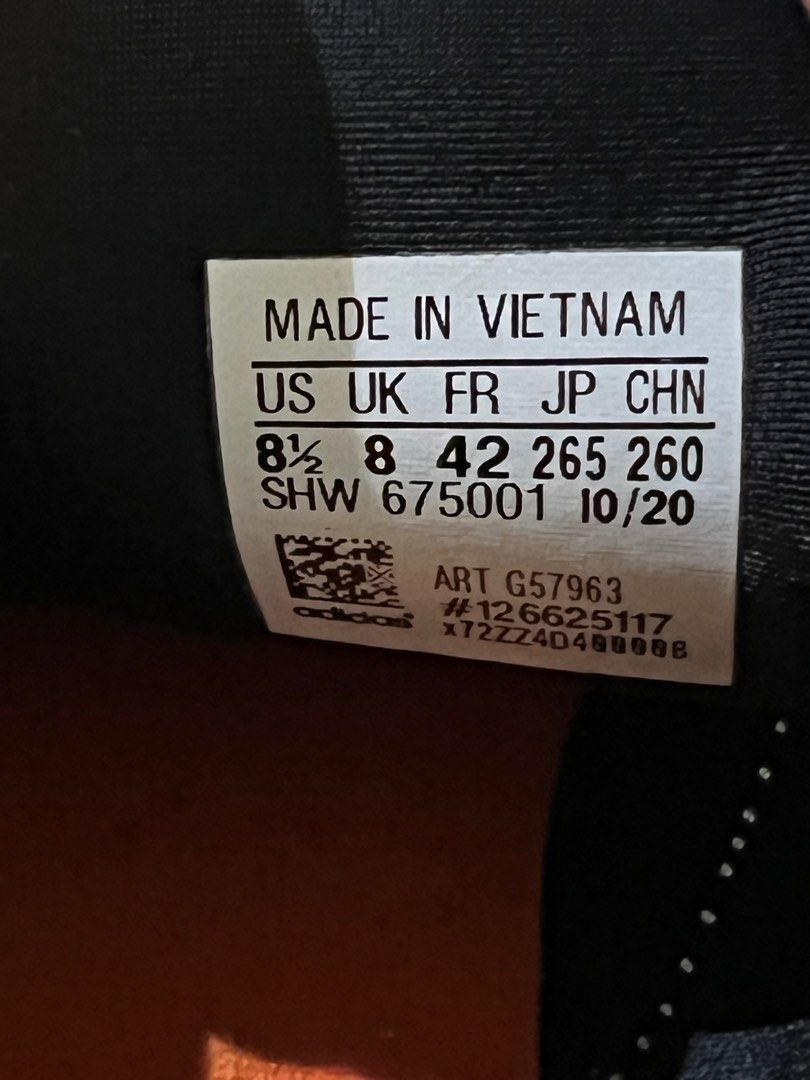 MADE IN VIETNAM
US UK FR JP CHN
8½ 8 42 265 260
SHW 675001 10/20
ART G57963
#126625117
adidas